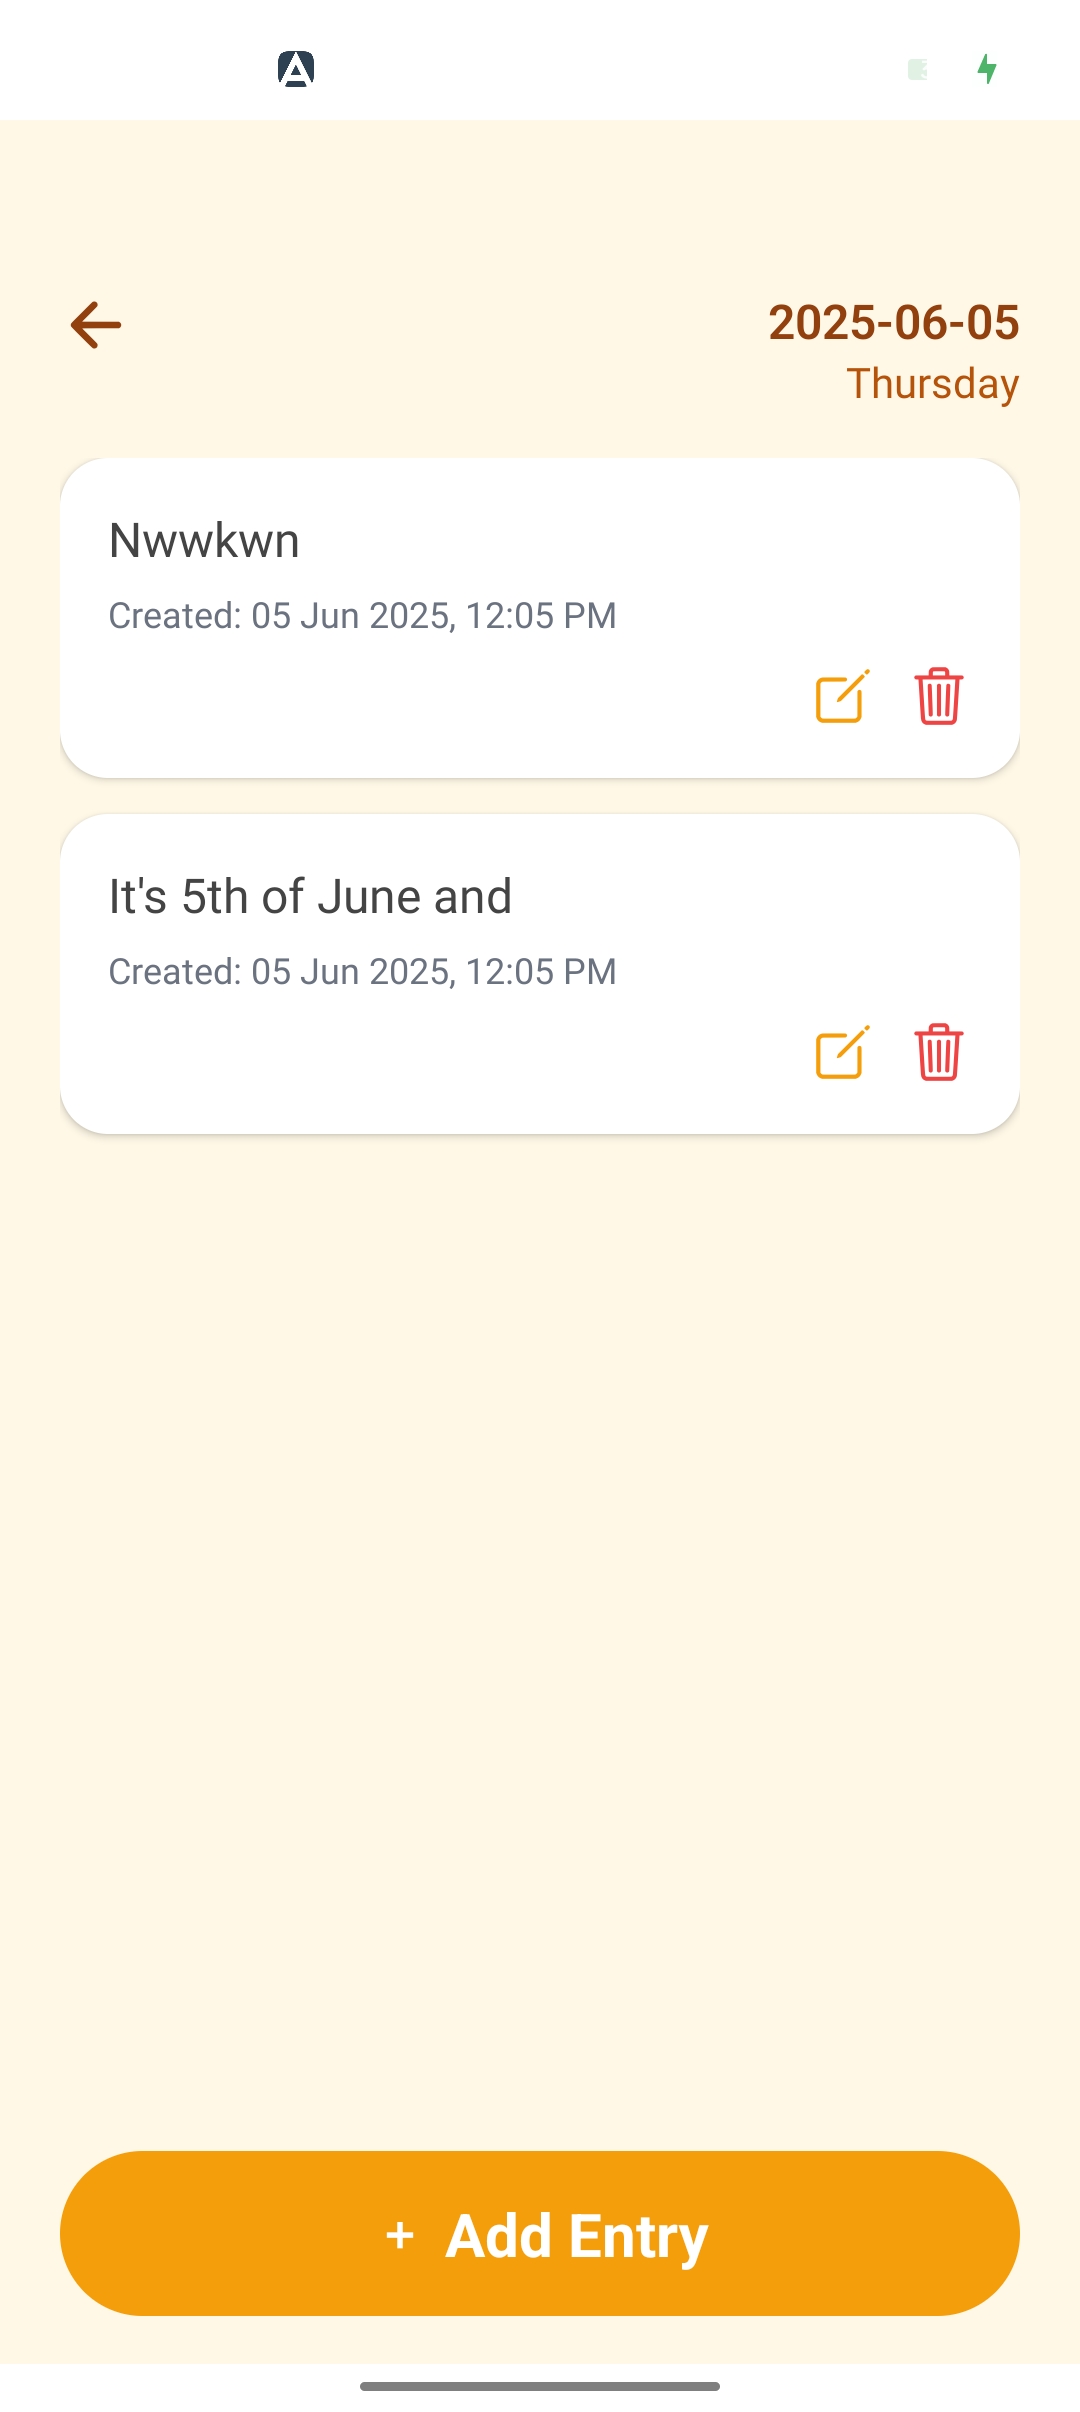 2025-06-05
Thursday
Nwwkwn
Created: 05 Jun 2025, 12:05 PM
It's 5th of June and
Created: 05 Jun 2025, 12:05 PM
+ Add Entry